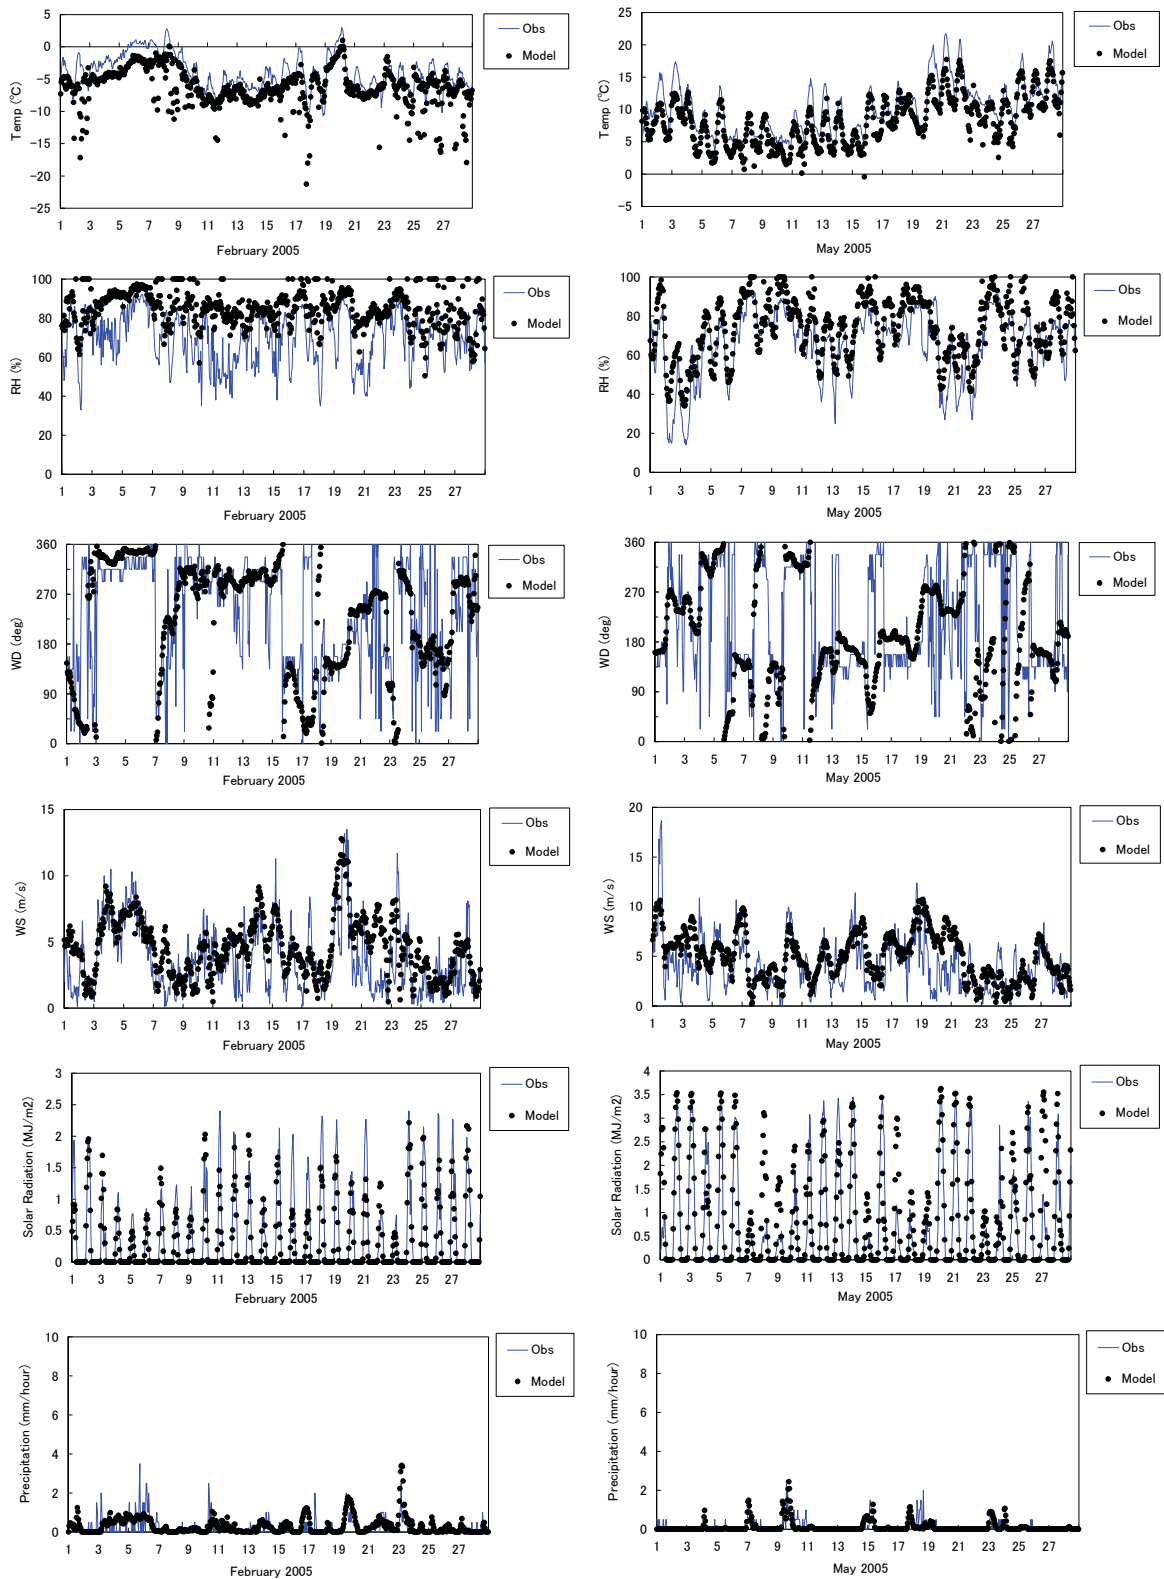 5
0
-5
-10
-15
-20
-25
Temp (℃)
1 3 5 7 9 11 13 15 17 19 21 23 25 27
February 2005
Obs
Model
25
20
15
10
5
0
-5
Temp (℃)
1 3 5 7 9 11 13 15 17 19 21 23 25 27
May 2005
Obs
Model
100
80
60
40
20
0
RH (%)
1 3 5 7 9 11 13 15 17 19 21 23 25 27
February 2005
Obs
Model
100
80
60
40
20
0
RH (%)
1 3 5 7 9 11 13 15 17 19 21 23 25 27
May 2005
Obs
Model
360
270
180
90
0
WD (deg)
1 3 5 7 9 11 13 15 17 19 21 23 25 27
February 2005
Obs
Model
360
270
180
90
0
WD (deg)
1 3 5 7 9 11 13 15 17 19 21 23 25 27
May 2005
Obs
Model
15
10
5
0
WS (m/s)
1 3 5 7 9 11 13 15 17 19 21 23 25 27
February 2005
Obs
Model
20
15
10
5
0
WS (m/s)
1 3 5 7 9 11 13 15 17 19 21 23 25 27
May 2005
Obs
Model
3
2.5
2
1.5
1
0.5
0
Solar Radiation (MJ/m2)
1 3 5 7 9 11 13 15 17 19 21 23 25 27
February 2005
Obs
Model
4
3.5
3
2.5
2
1.5
1
0.5
0
Solar Radiation (MJ/m2)
1 3 5 7 9 11 13 15 17 19 21 23 25 27
May 2005
Obs
Model
10
8
6
4
2
0
Precipitation (mm/hour)
1 3 5 7 9 11 13 15 17 19 21 23 25 27
February 2005
Obs
Model
10
8
6
4
2
0
Precipitation (mm/hour)
1 3 5 7 9 11 13 15 17 19 21 23 25 27
May 2005
Obs
Model